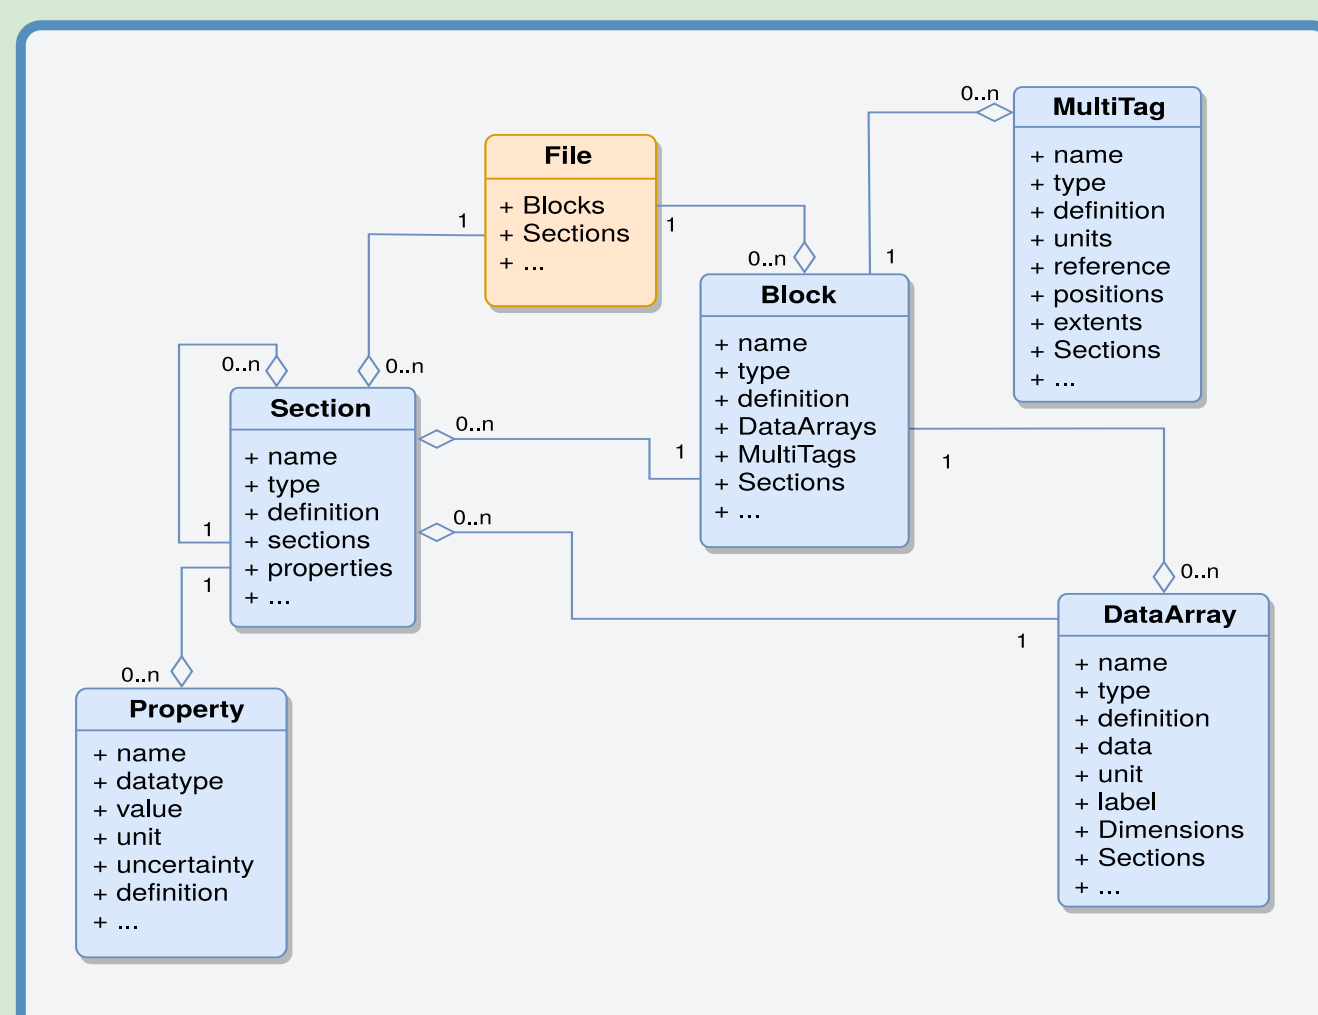 File
+ Blocks
+ Sections
+ ...
1
1
0..n
0..n
MultiTag
+ name
+ type
+ definition
+ units
+ reference
+ positions
+ extents
+ Sections
+ ...
0..n
1
Block
+ name
+ type
+ definition
+ DataArrays
+ MultiTags
+ Sections
+ ...
1
1
0..n
Section
+ name
+ type
+ definition
+ sections
+ properties
+ ...
0..n
0..n
1
1
0..n
Property
+ name
+ datatype
+ value
+ unit
+ uncertainty
+ definition
+ ...
0..n
1
DataArray
+ name
+ type
+ definition
+ data
+ unit
+ label
+ Dimensions
+ Sections
+ ...